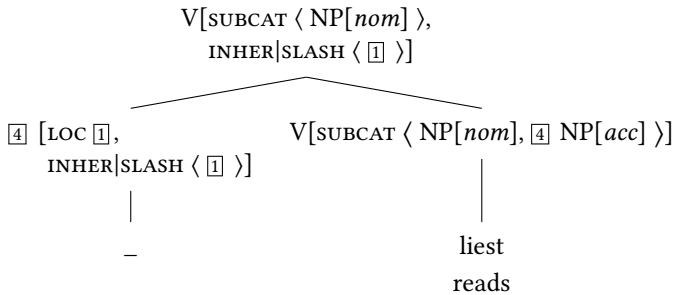 V[SUBCAT ⟨ NP[nom] ⟩,
INHER|SLASH ⟨ 1 ⟩]
4 [LOC 1, V[SUBCAT ⟨ NP[nom], 4 NP[acc] ⟩]
INHER|SLASH ⟨ 1 ⟩]
_ liest
reads